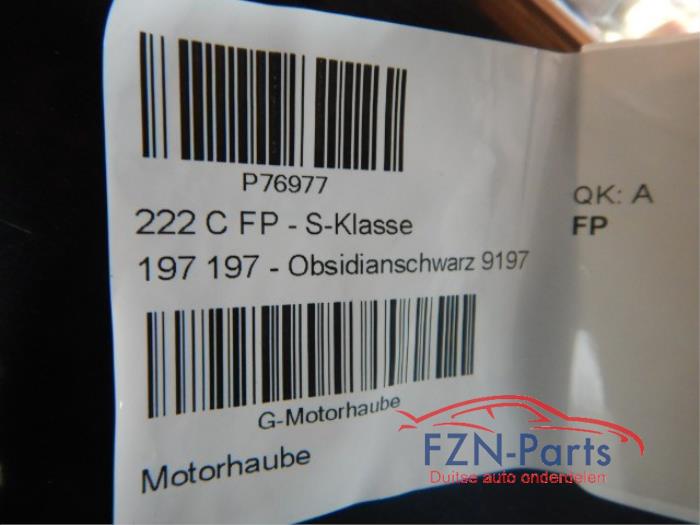 P76977
222 C FP - S-Klasse
197 197 - Obsidianschwarz 9197
QK: A
FP
G-Motorhaube
Motorhaube
FZN-Parts
Duitse auto onderdelen